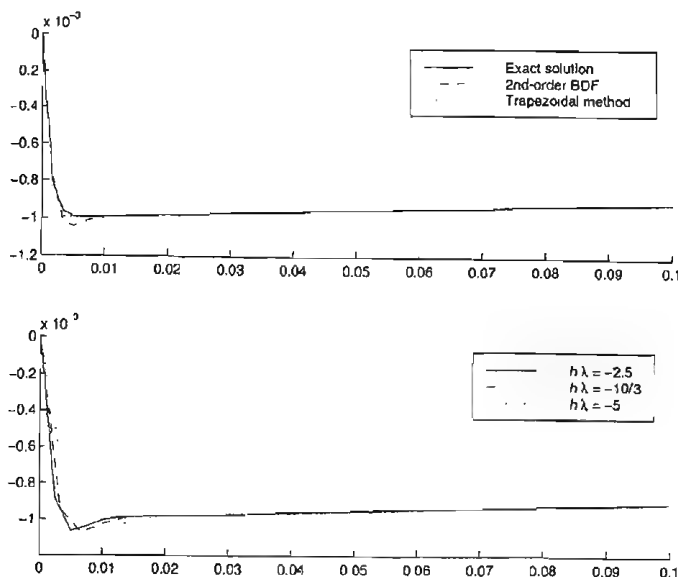 x 10⁻³
0
0.2
−0.4
−0.6
−0.8
−1
−1.2
0 0.01 0.02 0.03 0.04 0.05 0.06 0.07 0.08 0.09 0.1
Exact solution
2nd-order BDF
Trapezoidal method
x 10⁻³
0
−0.2
−0.4
−0.6
−0.8
−1
0 0.01 0.02 0.03 0.04 0.05 0.06 0.07 0.08 0.09 0.1
h λ = −2.5
h λ = −10/3
h λ = −5